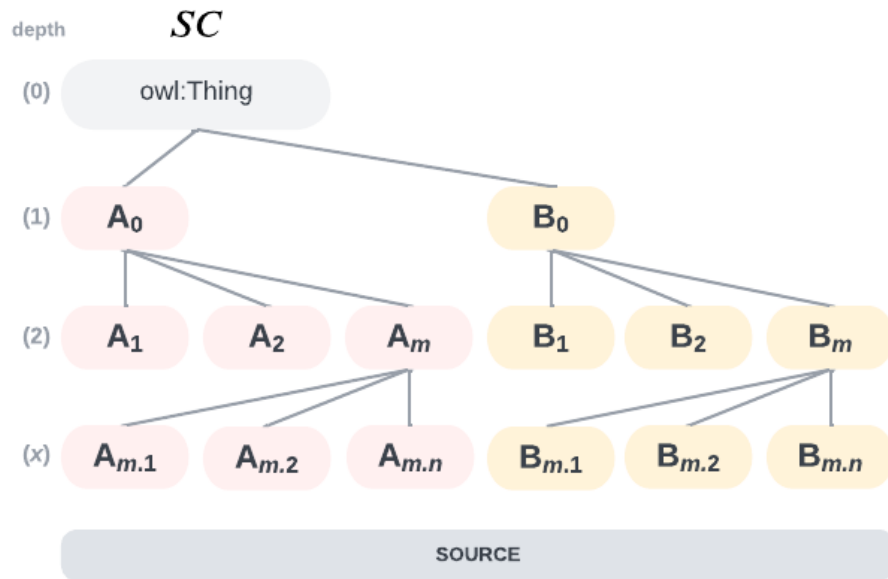 depth SC
(0) owl:Thing
(1) A0 B0
(2) A1 A2 Am B1 B2 Bm
(x) Am.1 Am.2 Am.n Bm.1 Bm.2 Bm.n
SOURCE